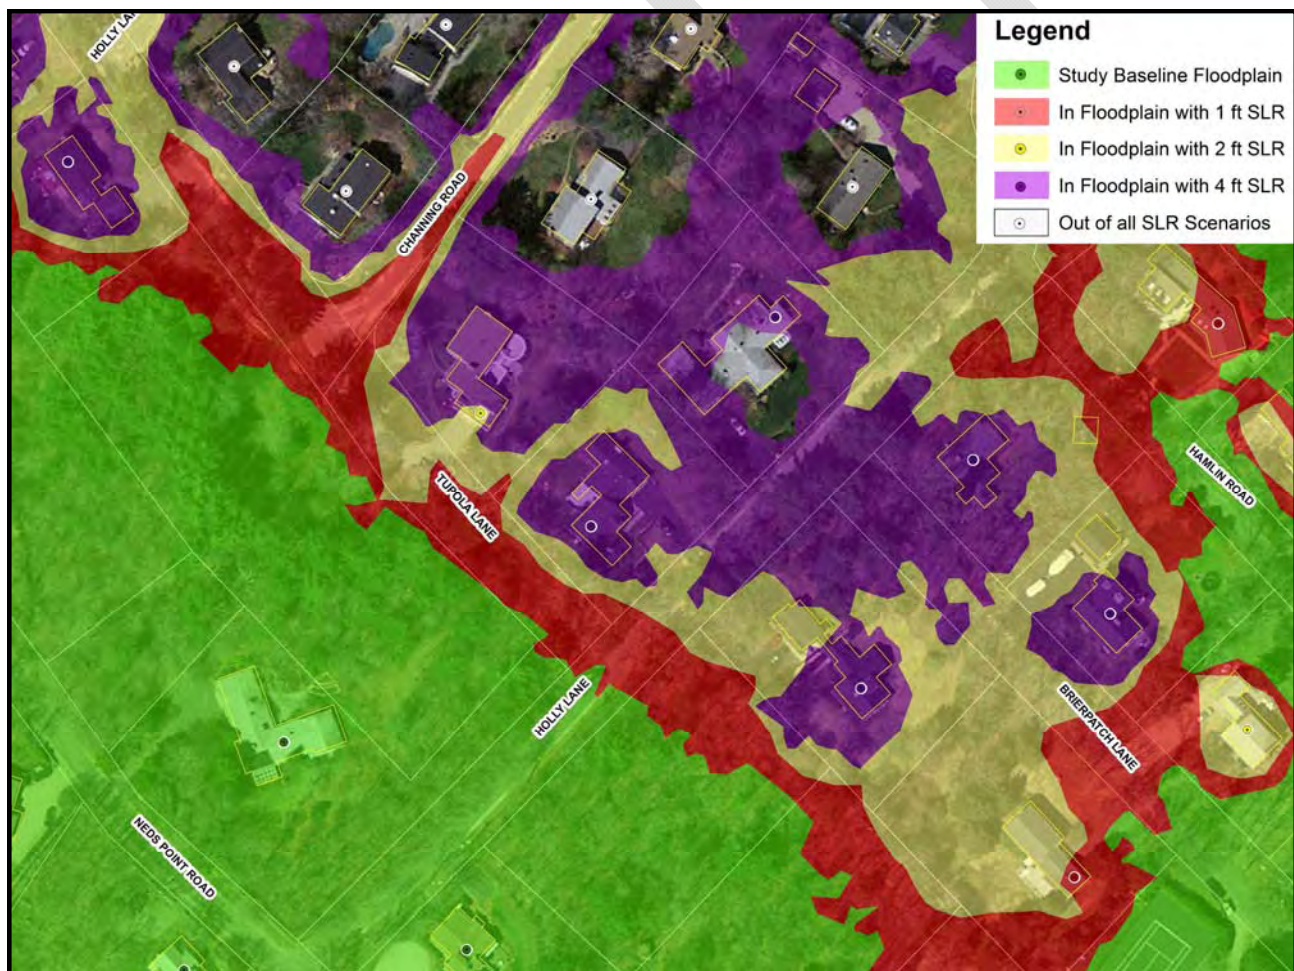 HOLLY LA
Legend
Study Baseline Floodplain
In Floodplain with 1 ft SLR
In Floodplain with 2 ft SLR
In Floodplain with 4 ft SLR
Out of all SLR Scenarios
CHANNING ROAD
TUPOLA LANE
HAMLIN ROAD
HOLLY LANE
BRIERPATCH LANE
NEDS POINT ROAD